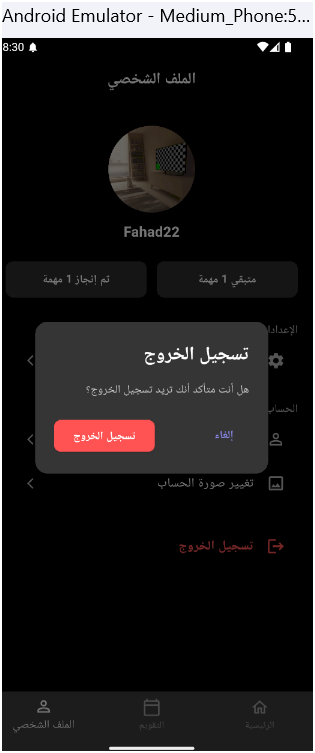 Android Emulator - Medium_Phone:5...
8:30
الملف الشخصي
Fahad22
متبقي 1 مهمة
تم إنجاز 1 مهمة
الإعدادا
تسجيل الخروج
هل أنت متأكد أنك تريد تسجيل الخروج؟
إلغاء
تسجيل الخروج
الحساب
تغيير صورة الحساب
تسجيل الخروج
الرئيسية
التقويم
الملف الشخصي